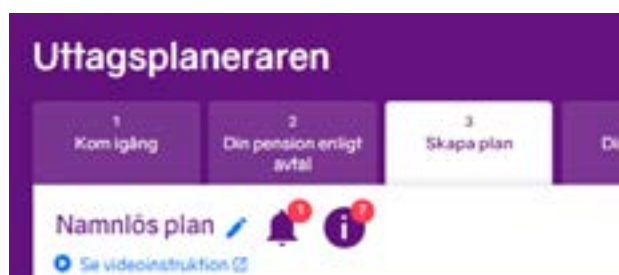 Uttagsplaneraren
1
Kom igång
2
Din pension enligt
avtal
3
Skapa plan
Namnlös plan
1
7
Se videoinstruktion